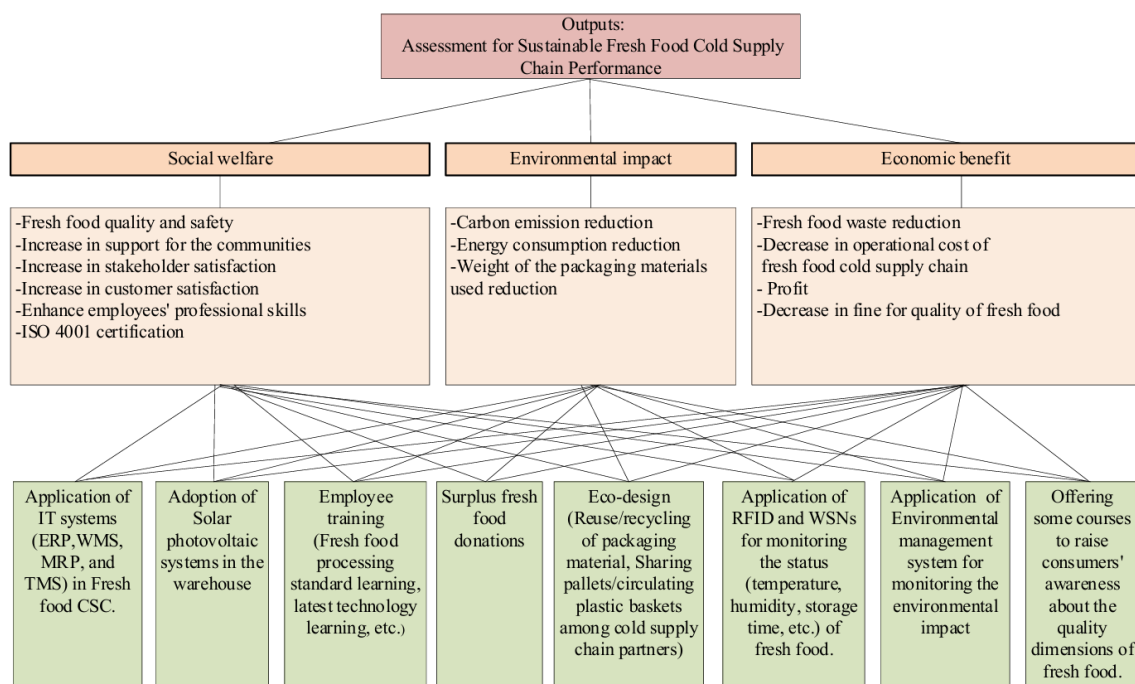 Outputs:
Assessment for Sustainable Fresh Food Cold Supply
Chain Performance
Social welfare
Environmental impact
Economic benefit
-Fresh food quality and safety
-Increase in support for the communities
-Increase in stakeholder satisfaction
-Increase in customer satisfaction
-Enhance employees' professional skills
-ISO 4001 certification
-Carbon emission reduction
-Energy consumption reduction
-Weight of the packaging materials
used reduction
-Fresh food waste reduction
-Decrease in operational cost of
fresh food cold supply chain
- Profit
-Decrease in fine for quality of fresh food
Application of
IT systems
(ERP,WMS,
MRP, and
TMS) in Fresh
food CSC.
Adoption of
Solar
photovoltaic
systems in the
warehouse
Employee
training
(Fresh food
processing
standard learning,
latest technology
learning, etc.)
Surplus fresh
food
donations
Eco-design
(Reuse/recycling
of packaging
material, Sharing
pallets/circulating
plastic baskets
among cold supply
chain partners)
Application of
RFID and WSNs
for monitoring
the status
(temperature,
humidity, storage
time, etc.) of
fresh food.
Application of
Environmental
management
system for
monitoring the
environmental
impact
Offering
some courses
to raise
consumers'
awareness
about the
quality
dimensions of
fresh food.